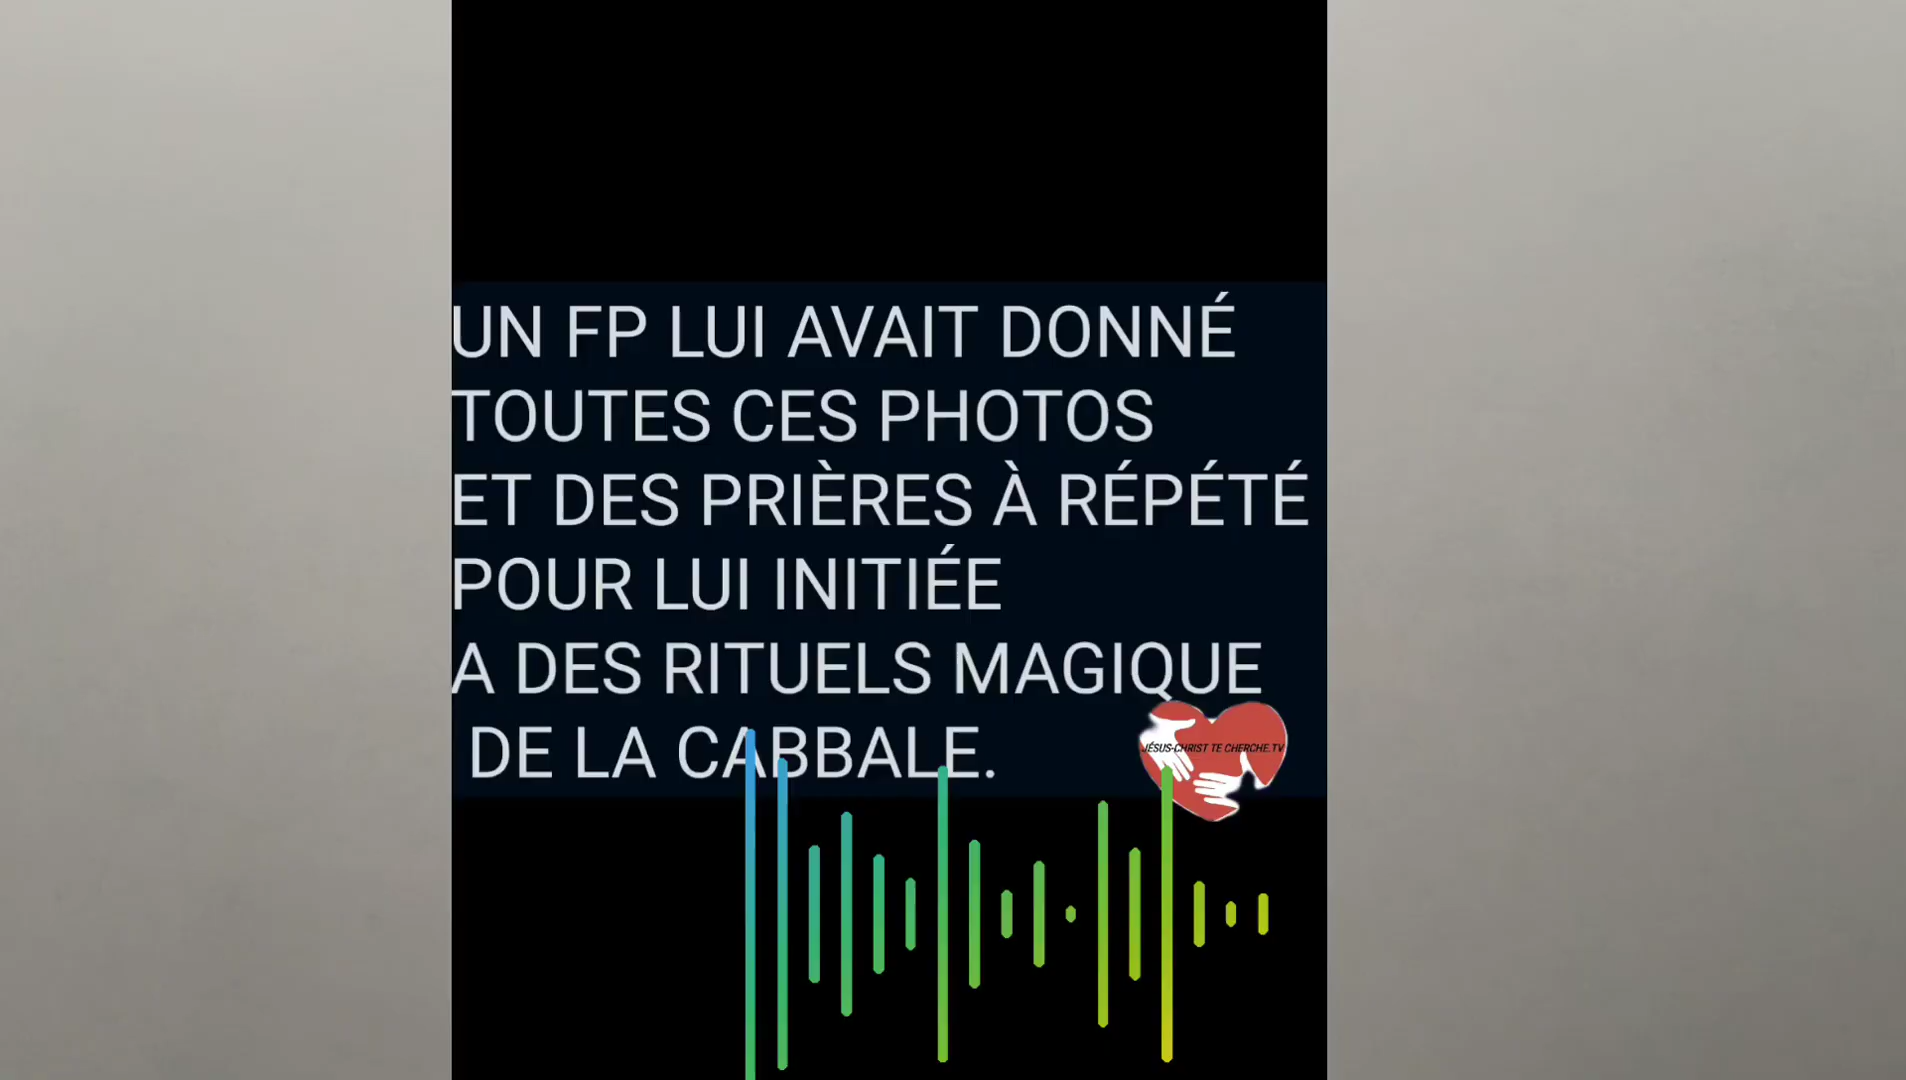 UN FP LUI AVAIT DONNÉ
TOUTES CES PHOTOS
ET DES PRIÈRES À RÉPÉTÉ
POUR LUI INITIÉE
A DES RITUELS MAGIQUE
DE LA CABBALE.
JÉSUS-CHRIST TE CHERCHE.TV